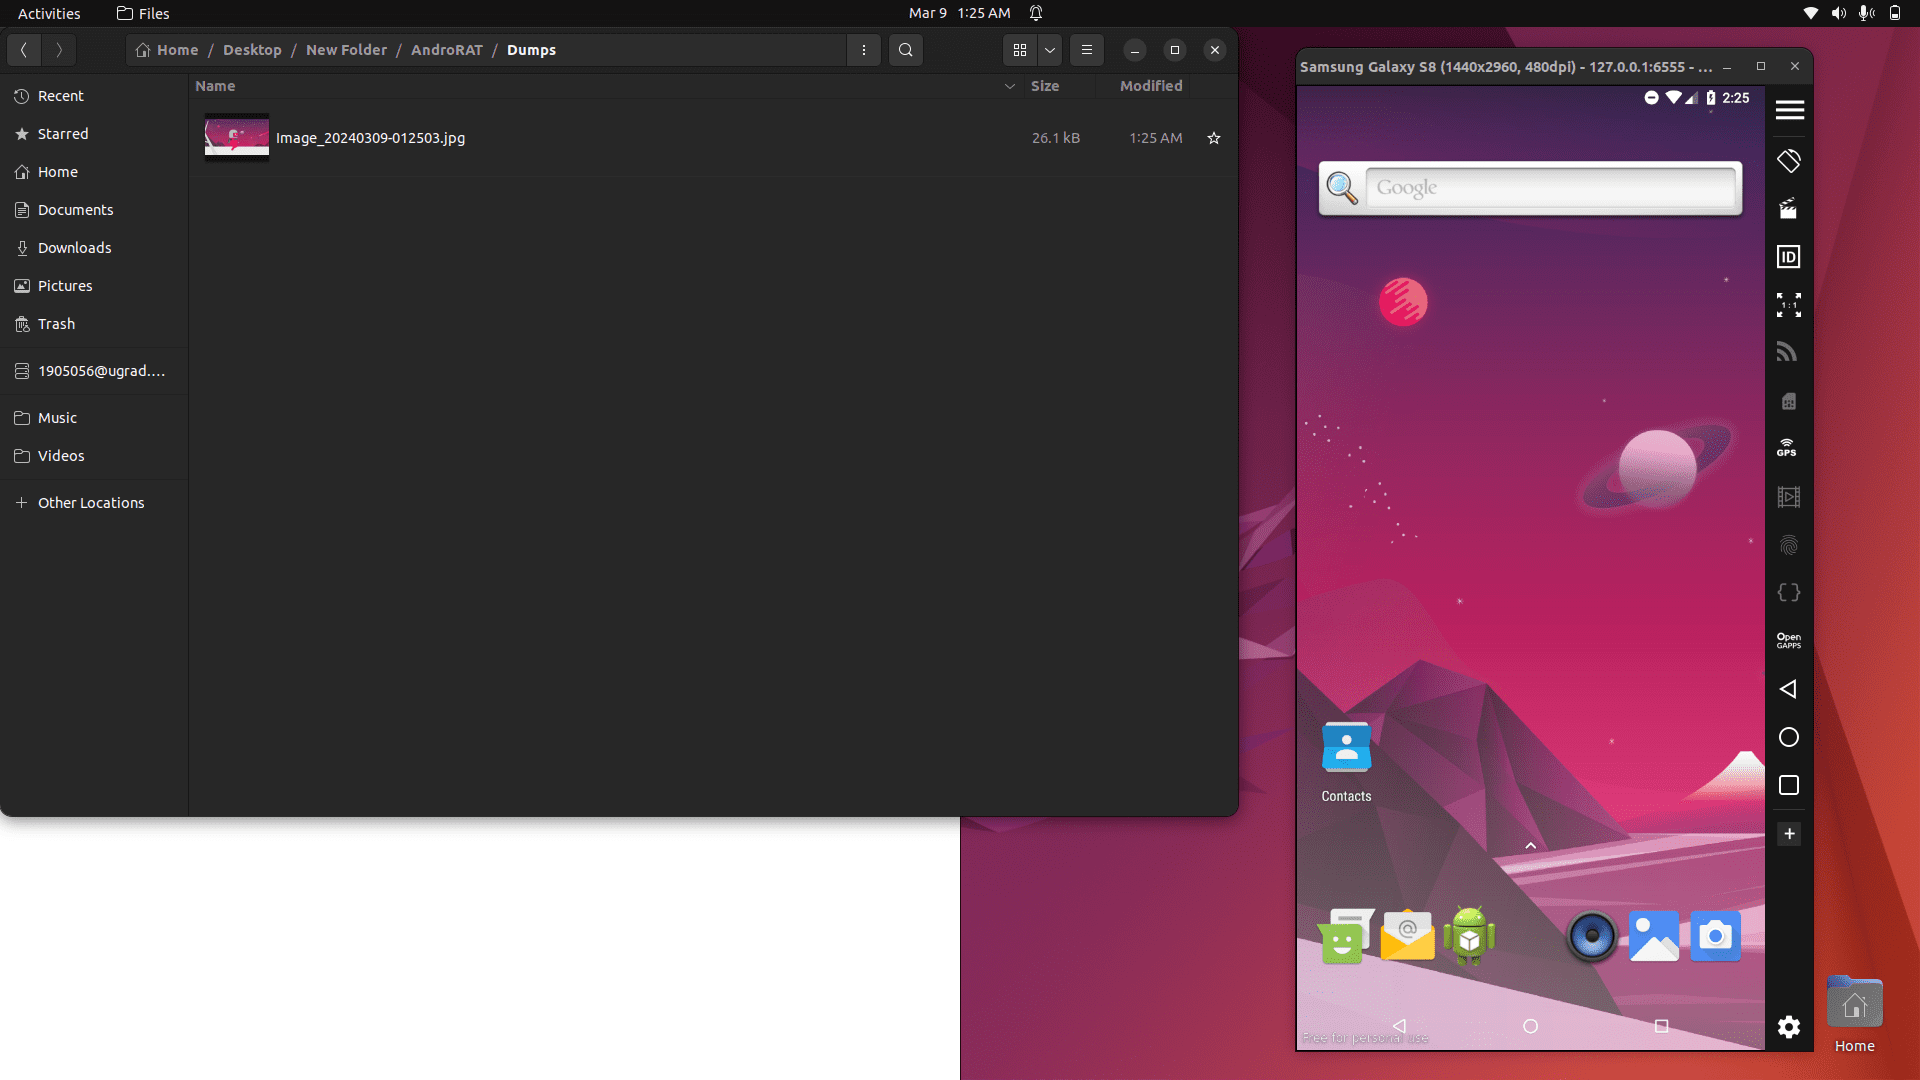 Activities Files Mar 9 1:25 AM
Home / Desktop / New Folder / AndroRAT / Dumps
Name Size Modified
Image_20240309-012503.jpg 26.1 kB 1:25 AM
Recent
Starred
Home
Documents
Downloads
Pictures
Trash
1905056@ugrad....
Music
Videos
+ Other Locations
Samsung Galaxy S8 (1440x2960, 480dpi) - 127.0.0.1:6555 - ...
2:25
Google
Contacts
Free for personal use
ID
1:1
GPS
Open
GAPPS
Home